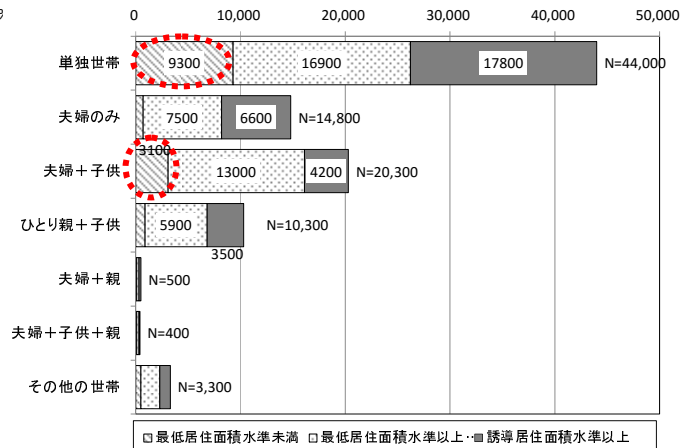 0 10,000 20,000 30,000 40,000 50,000
単独世帯 9300 16900 17800 N=44,000
夫婦のみ 7500 6600 N=14,800
3100
夫婦＋子供 13000 4200 N=20,300
ひとり親＋子供 5900 N=10,300
3500
夫婦＋親 N=500
夫婦＋子供＋親 N=400
その他の世帯 N=3,300
最低居住面積水準未満 最低居住面積水準以上‥ 誘導居住面積水準以上